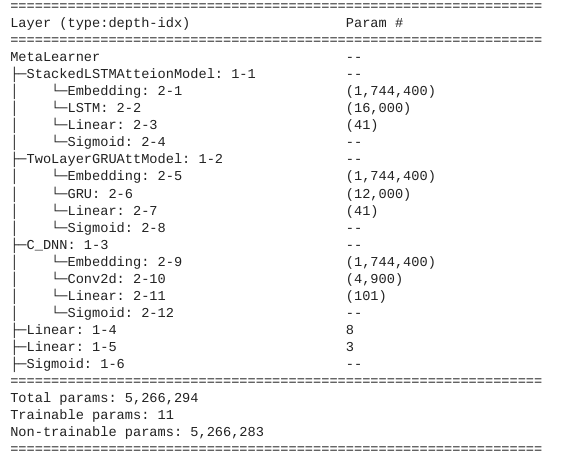 ==========================================================================================
Layer (type:depth-idx)                   Param #
==========================================================================================
MetaLearner                              --
├─StackedLSTMAtteionModel: 1-1           --
│    └─Embedding: 2-1                    (1,744,400)
│    └─LSTM: 2-2                         (16,000)
│    └─Linear: 2-3                       (41)
│    └─Sigmoid: 2-4                      --
├─TwoLayerGRUAttModel: 1-2               --
│    └─Embedding: 2-5                    (1,744,400)
│    └─GRU: 2-6                          (12,000)
│    └─Linear: 2-7                       (41)
│    └─Sigmoid: 2-8                      --
├─C_DNN: 1-3                             --
│    └─Embedding: 2-9                    (1,744,400)
│    └─Conv2d: 2-10                      (4,900)
│    └─Linear: 2-11                      (101)
│    └─Sigmoid: 2-12                     --
├─Linear: 1-4                            8
├─Linear: 1-5                            3
├─Sigmoid: 1-6                           --
==========================================================================================
Total params: 5,266,294
Trainable params: 11
Non-trainable params: 5,266,283
==========================================================================================